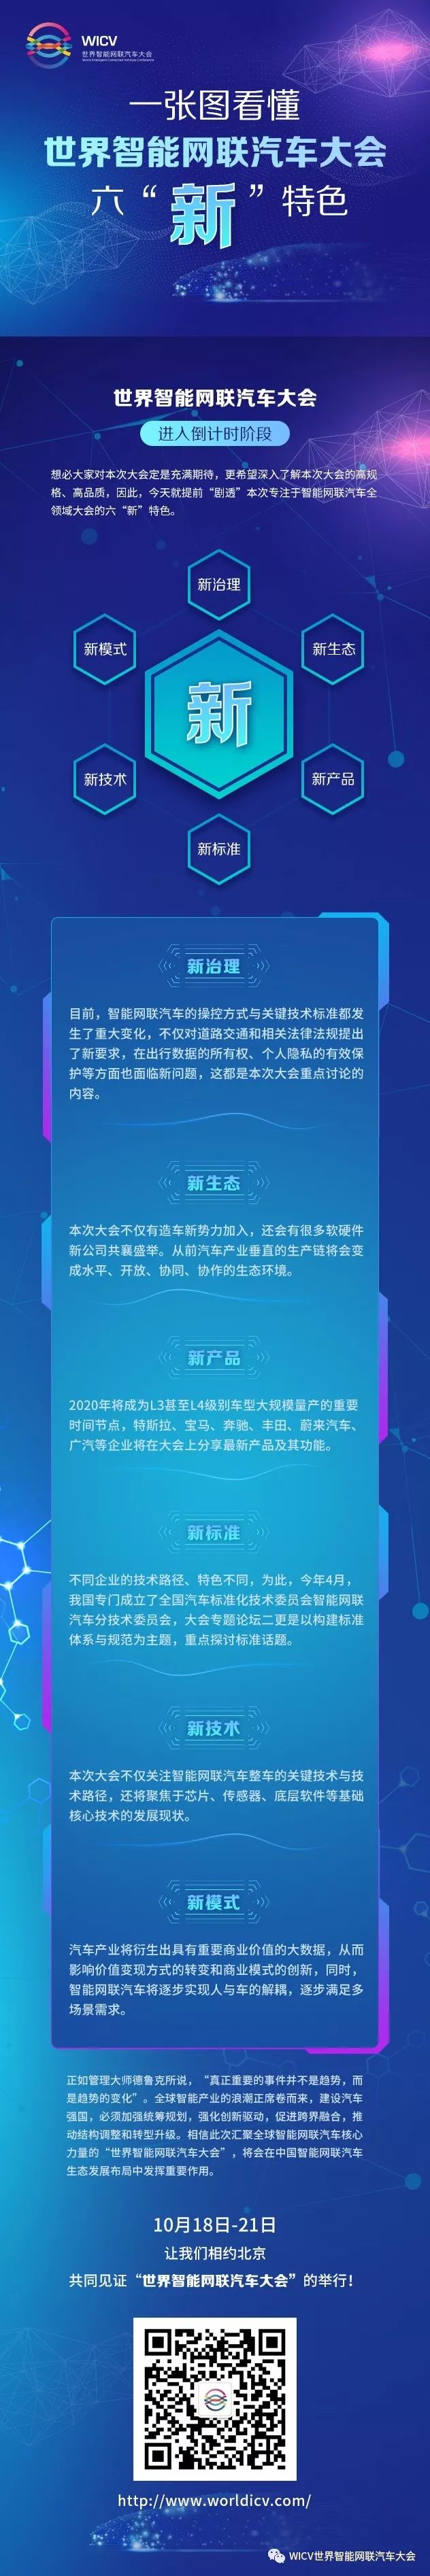 WICV
世界智能网联汽车大会
World Intelligent Connected Vehicles Conference
一张图看懂
世界智能网联汽车大会
六“新”特色
世界智能网联汽车大会
进入倒计时阶段
想必大家对本次大会定是充满期待，更希望深入了解本次大会的高规
格、高品质，因此，今天就提前“剧透”本次专注于智能网联汽车全
领域大会的六“新”特色。
新治理
新模式
新生态
新
新技术
新产品
新标准
新治理
目前，智能网联汽车的操控方式与关键技术标准都发
生了重大变化，不仅对道路交通和相关法律法规提出
了新要求，在出行数据的所有权、个人隐私的有效保
护等方面也面临新问题，这都是本次大会重点讨论的
内容。
新生态
本次大会不仅有造车新势力加入，还会有很多软硬件
新公司共襄盛举。从前汽车产业垂直的生产链将会变
成水平、开放、协同、协作的生态环境。
新产品
2020年将成为L3甚至L4级别车型大规模量产的重要
时间节点，特斯拉、宝马、奔驰、丰田、蔚来汽车、
广汽等企业将在大会上分享最新产品及其功能。
新标准
不同企业的技术路径、特色不同，为此，今年4月，
我国专门成立了全国汽车标准化技术委员会智能网联
汽车分技术委员会，大会专题论坛二更是以构建标准
体系与规范为主题，重点探讨标准话题。
新技术
本次大会不仅关注智能网联汽车整车的关键技术与技
术路径，还将聚焦于芯片、传感器、底层软件等基础
核心技术的发展现状。
新模式
汽车产业将衍生出具有重要商业价值的大数据，从而
影响价值变现方式的转变和商业模式的创新，同时，
智能网联汽车将逐步实现人与车的解耦，逐步满足多
场景需求。
正如管理大师德鲁克所说，“真正重要的事件并不是趋势，而
是趋势的变化”。全球智能产业的浪潮正席卷而来，建设汽车
强国，必须加强统筹规划，强化创新驱动，促进跨界融合，推
动结构调整和转型升级。相信此次汇聚全球智能网联汽车核心
力量的“世界智能网联汽车大会”，将会在中国智能网联汽车
生态发展布局中发挥重要作用。
10月18日-21日
让我们相约北京
共同见证“世界智能网联汽车大会”的举行！
http://www.worldicv.com/
WICV世界智能网联汽车大会